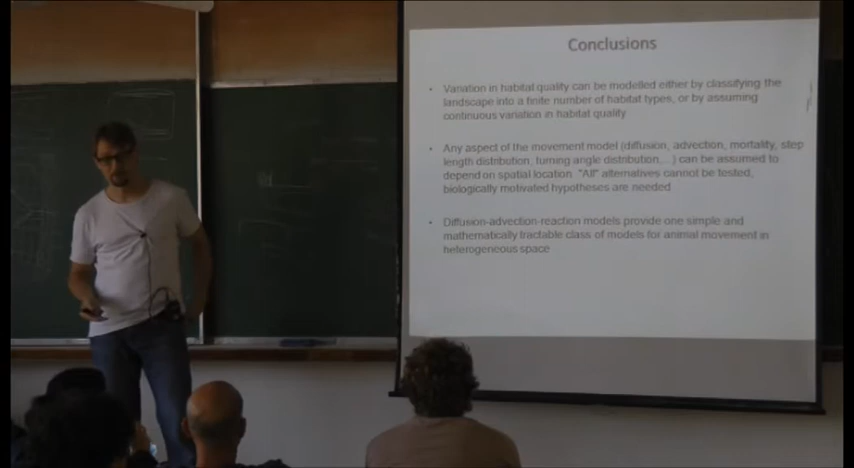 Conclusions
• Variation in habitat quality can be modelled either by classifying the
landscape into a finite number of habitat types, or by assuming
continuous variation in habitat quality
• Any aspect of the movement model (diffusion, advection, mortality, step
length distribution, turning angle distribution,...) can be assumed to
depend on spatial location. "All" alternatives cannot be tested,
biologically motivated hypotheses are needed
• Diffusion-advection-reaction models provide one simple and
mathematically tractable class of models for animal movement in
heterogeneous space